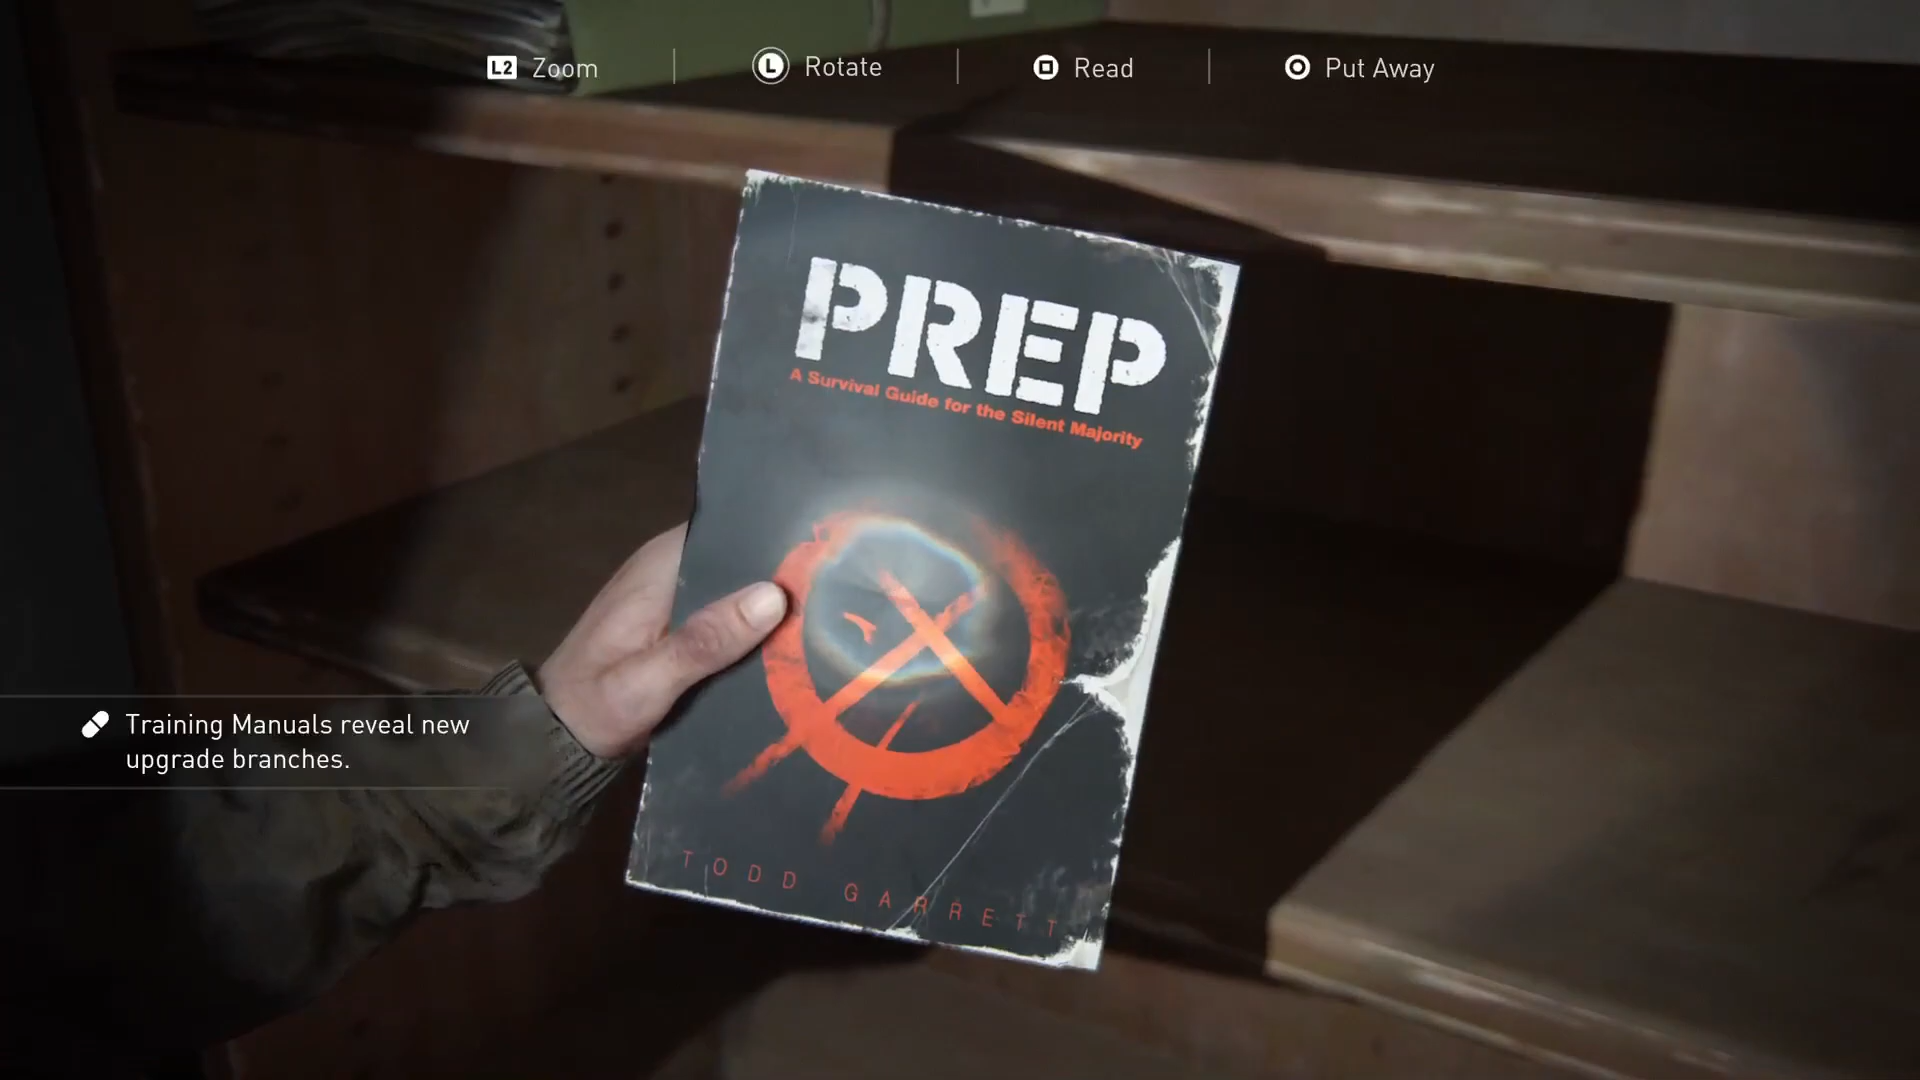 L2 Zoom
L Rotate
Read
Put Away
PREP
A Survival Guide for the Silent Majority
TODD GARRETT
Training Manuals reveal new
upgrade branches.